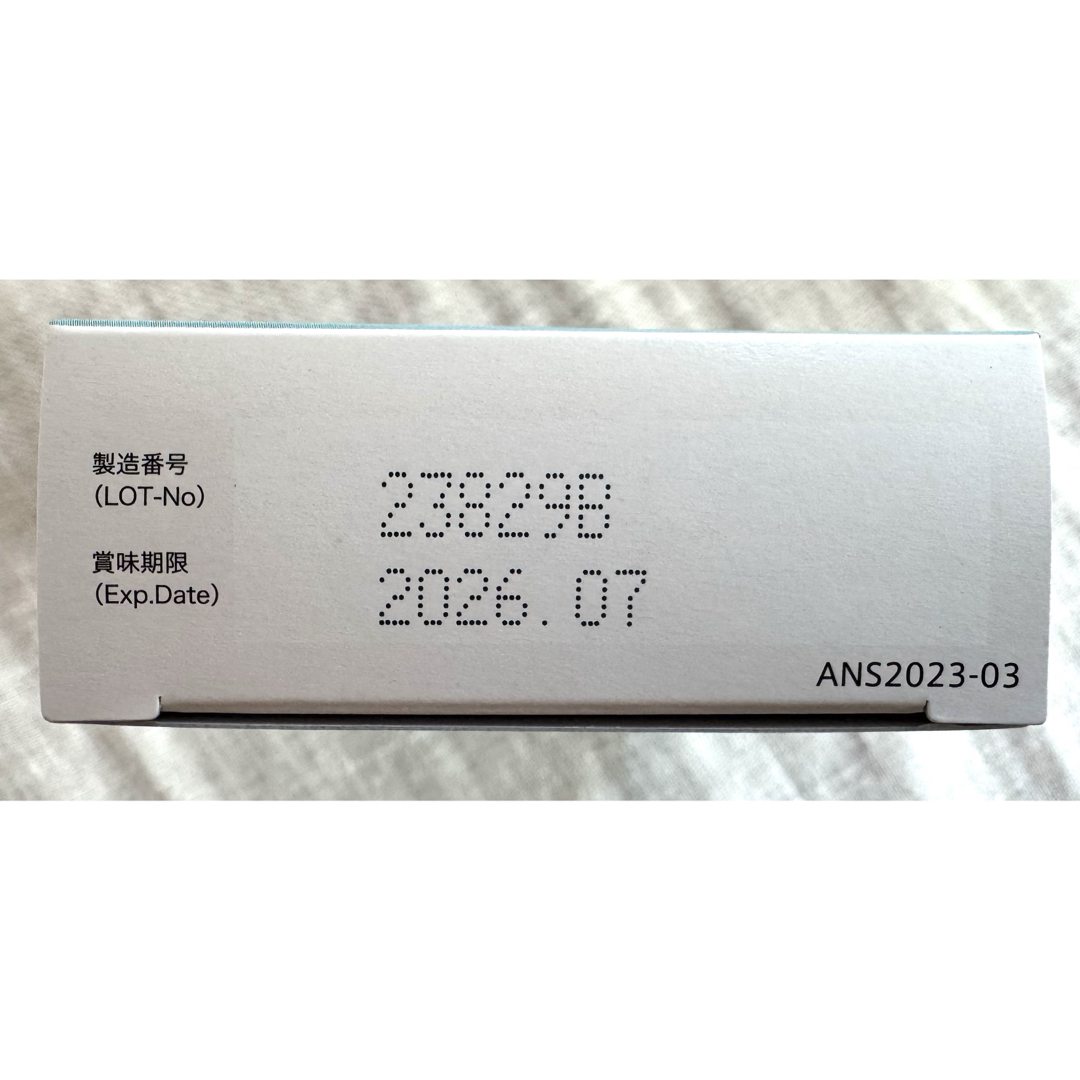 製造番号
（LOT-No）
23829B
賞味期限
（Exp.Date）
2026.07
ANS2023-03